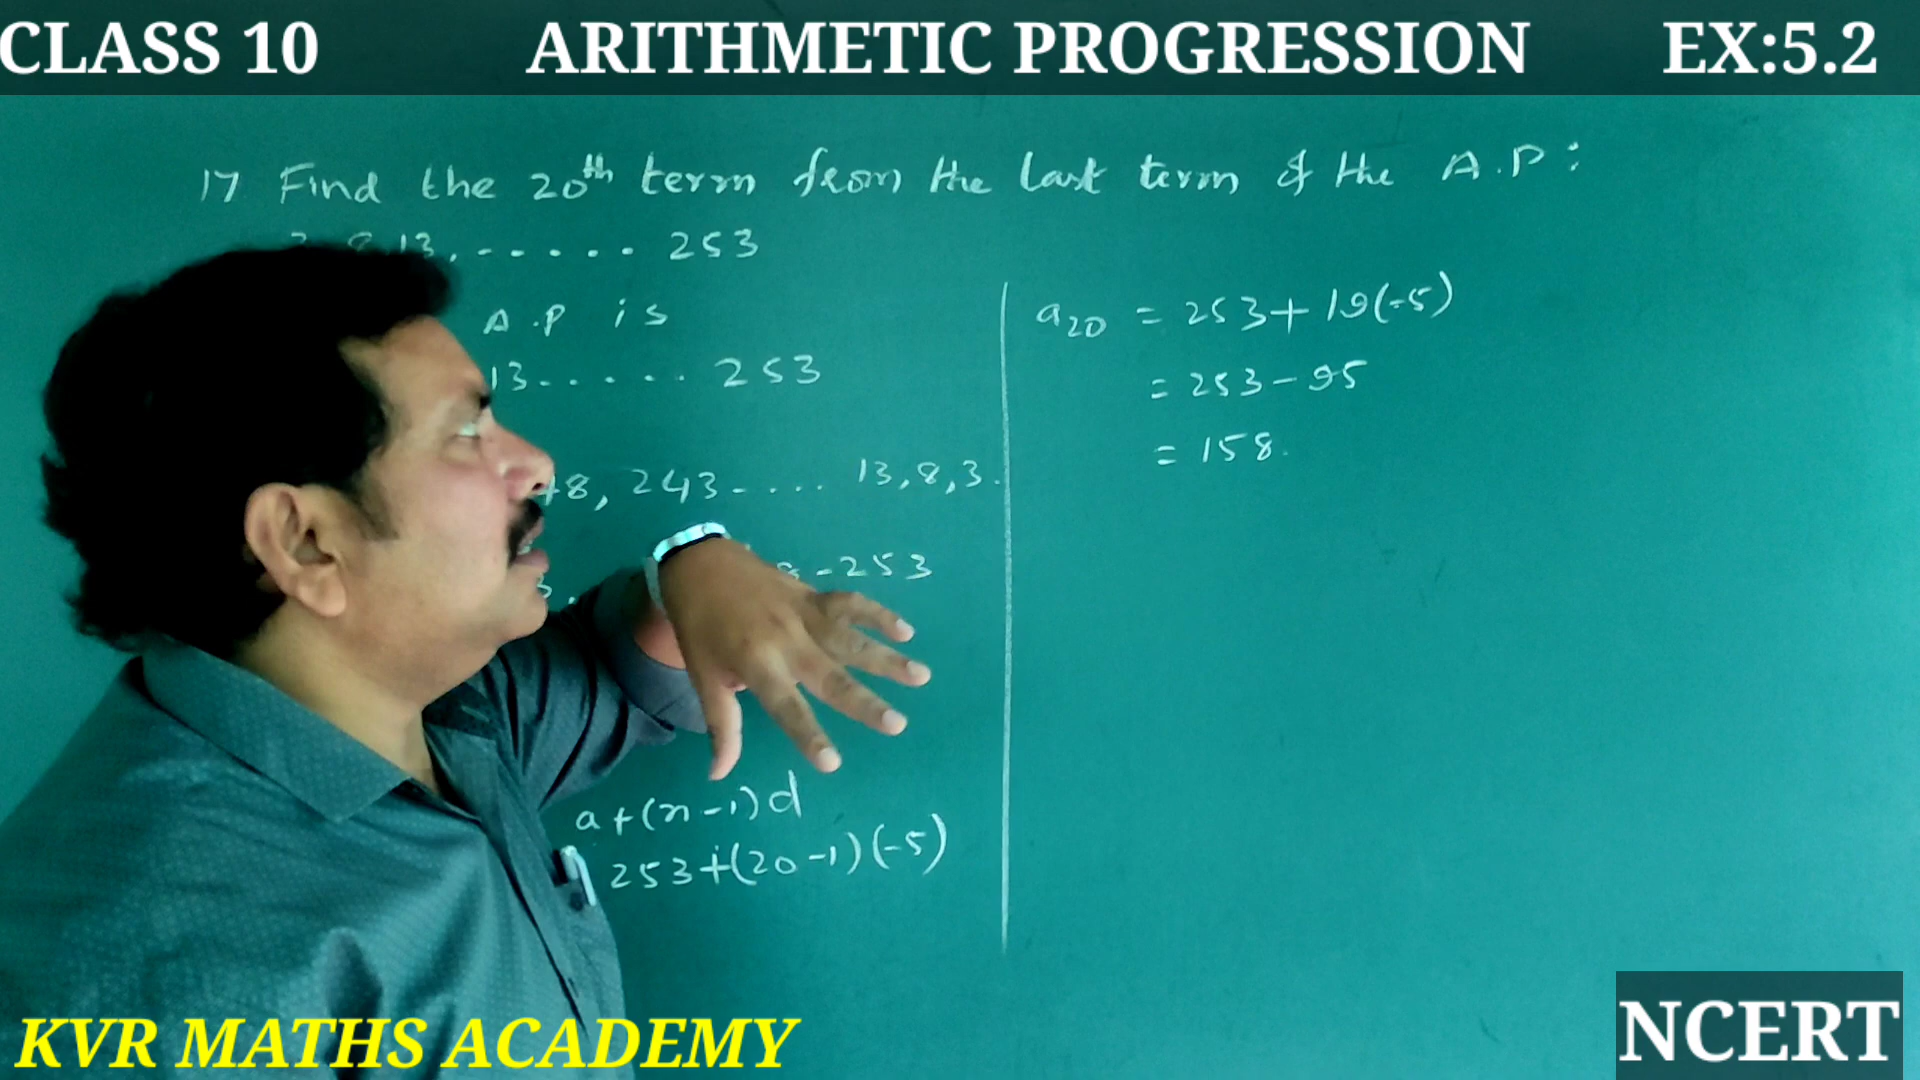 CLASS 10 ARITHMETIC PROGRESSION EX:5.2
17 Find the 20th term from the last term of the A.P:
13, ...... 253
A.P is
13..... 253
8, 243.... 13, 8, 3.
8-253
a+(n-1)d
253+(20-1)(-5)
a20 = 253+19(-5)
= 253-95
= 158.
KVR MATHS ACADEMY
NCERT